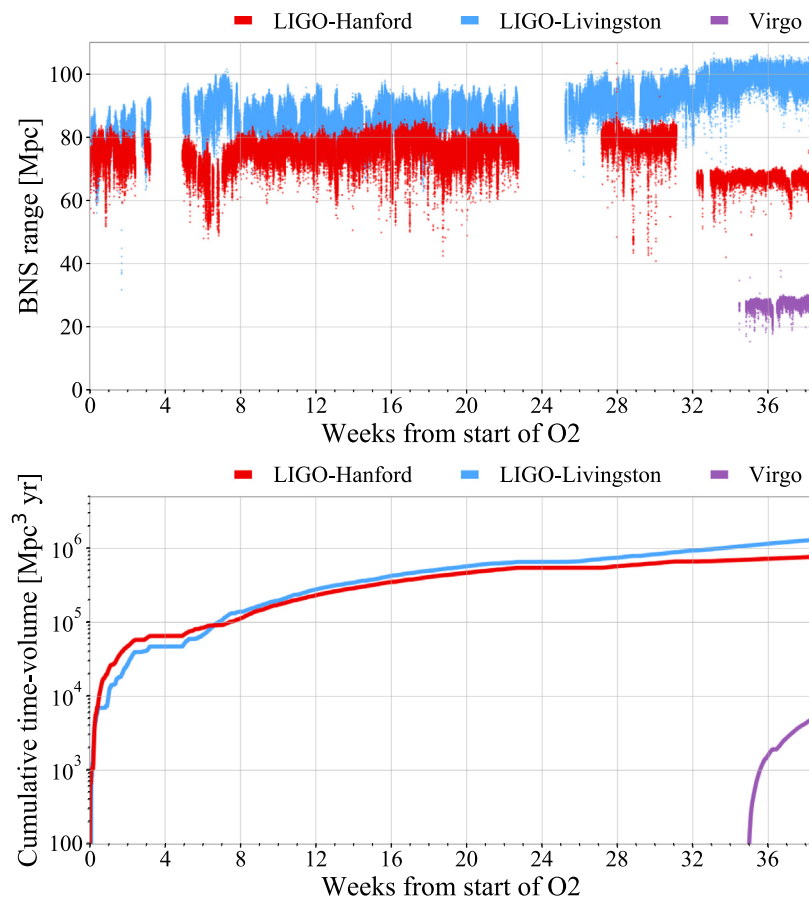 LIGO-Hanford LIGO-Livingston Virgo
100
80
60
40
20
0
BNS range [Mpc]
0 4 8 12 16 20 24 28 32 36
Weeks from start of O2
LIGO-Hanford LIGO-Livingston Virgo
10⁶
10⁵
10⁴
10³
100
Cumulative time-volume [Mpc³ yr]
0 4 8 12 16 20 24 28 32 36
Weeks from start of O2